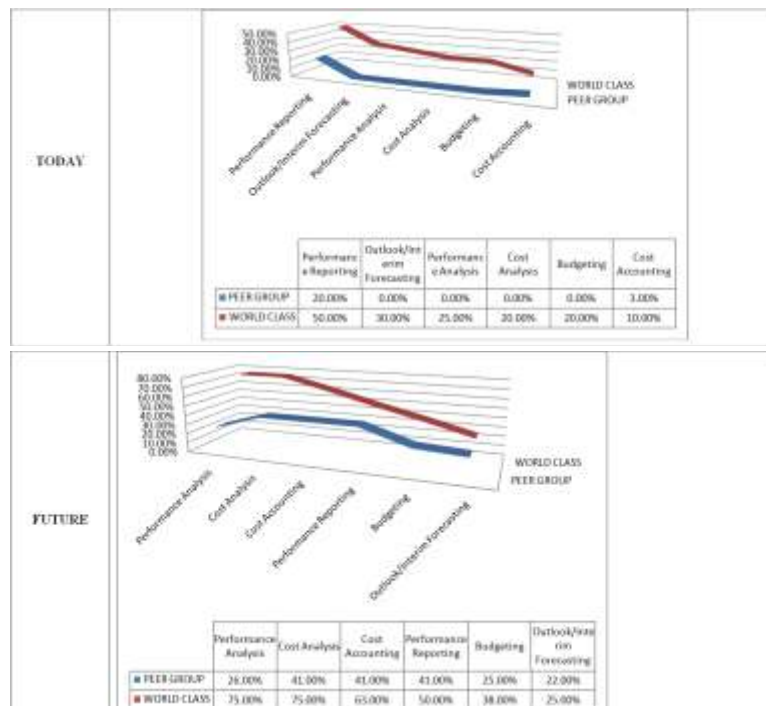 TODAY
50.00%
40.00%
30.00%
20.00%
10.00%
0.00%
WORLD CLASS
PEER GROUP
Performance Reporting
Outlook/Interim Forecasting
Performance Analysis
Cost Analysis
Budgeting
Cost Accounting
Performanc e Reporting Outlook/Int erim Forecasting Performanc e Analysis Cost Analysis Budgeting Cost Accounting
PEER GROUP 20.00% 0.00% 0.00% 0.00% 0.00% 3.00%
WORLD CLASS 50.00% 30.00% 25.00% 20.00% 20.00% 10.00%
FUTURE
80.00%
70.00%
60.00%
50.00%
40.00%
30.00%
20.00%
10.00%
0.00%
WORLD CLASS
PEER GROUP
Performance Analysis
Cost Analysis
Cost Accounting
Performance Reporting
Budgeting
Outlook/Interim Forecasting
Performance Analysis Cost Analysis Cost Accounting Performance Reporting Budgeting Outlook/Inte rim Forecasting
PEER GROUP 26.00% 41.00% 41.00% 41.00% 25.00% 22.00%
WORLD CLASS 75.00% 75.00% 63.00% 50.00% 38.00% 25.00%